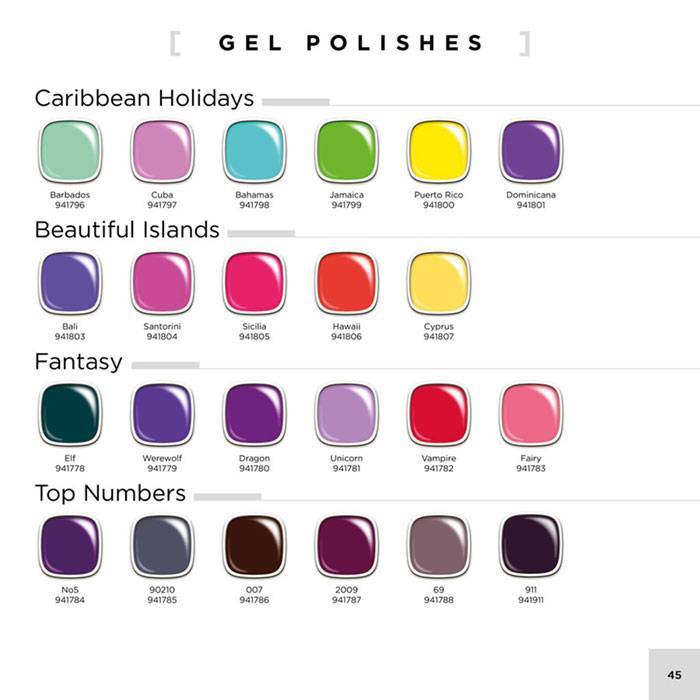 [ GEL POLISHES ]
Caribbean Holidays
Barbados Cuba Bahamas Jamaica Puerto Rico Dominicana
941796 941797 941798 941799 941800 941801
Beautiful Islands
Bali Santorini Sicilia Hawaii Cyprus
941803 941804 941805 941806 941807
Fantasy
Elf Werewolf Dragon Unicorn Vampire Fairy
941778 941779 941780 941781 941782 941783
Top Numbers
No5 90210 007 2009 69 911
941784 941785 941786 941787 941788 941911
45